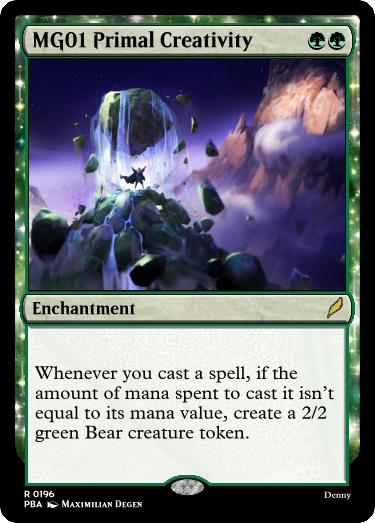 MG01 Primal Creativity
Enchantment
Whenever you cast a spell, if the
amount of mana spent to cast it isn't
equal to its mana value, create a 2/2
green Bear creature token.
R 0196
Denny
PBA Maximilian Degen